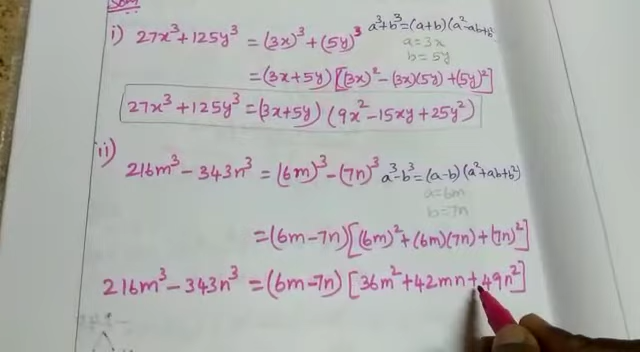 Soln
i) 27x³+125y³ = (3x)³+(5y)³ a³+b³=(a+b)(a²-ab+b²
a=3x
b=5y
=(3x+5y)[(3x)²-(3x)(5y)+(5y)²]
27x³+125y³=(3x+5y)(9x²-15xy+25y²)
ii) 216m³-343n³ =(6m)³-(7n)³ a³-b³=(a-b)(a²+ab+b²)
a=6m
b=7n
=(6m-7n)[(6m)²+(6m)(7n)+(7n)²]
216m³-343n³ =(6m-7n)[36m²+42mn+49n²]